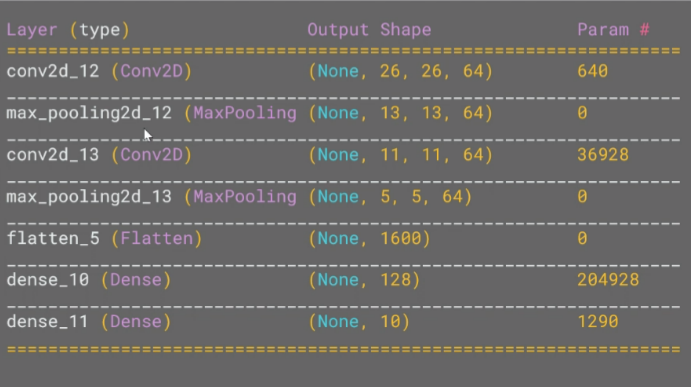 Layer (type) Output Shape Param #
=================================================================
conv2d_12 (Conv2D) (None, 26, 26, 64) 640
_________________________________________________________________
max_pooling2d_12 (MaxPooling (None, 13, 13, 64) 0
_________________________________________________________________
conv2d_13 (Conv2D) (None, 11, 11, 64) 36928
_________________________________________________________________
max_pooling2d_13 (MaxPooling (None, 5, 5, 64) 0
_________________________________________________________________
flatten_5 (Flatten) (None, 1600) 0
_________________________________________________________________
dense_10 (Dense) (None, 128) 204928
_________________________________________________________________
dense_11 (Dense) (None, 10) 1290
=================================================================